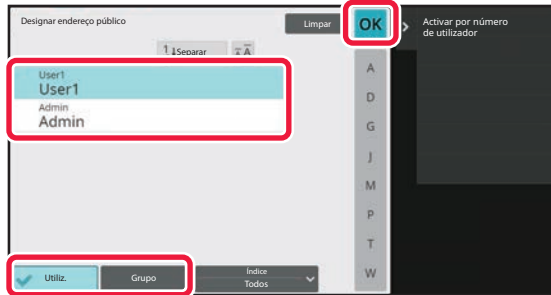 Designar endereço público
Limpar
OK
Activar por número
de utilizador
1 Separar
A
User1
User1
Admin
Admin
A
D
G
J
M
P
T
W
Utiliz.
Grupo
Índice
Todos